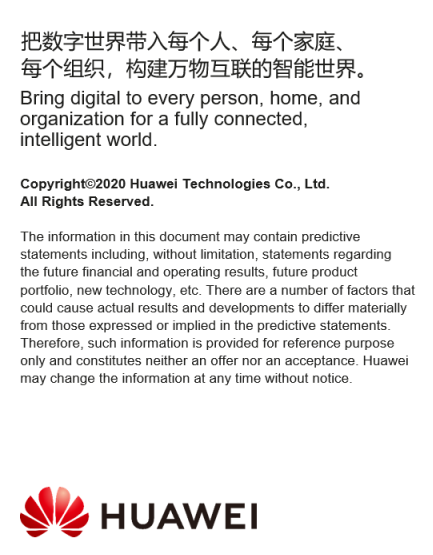 把数字世界带入每个人、每个家庭、
每个组织，构建万物互联的智能世界。
Bring digital to every person, home, and
organization for a fully connected,
intelligent world.
Copyright©2020 Huawei Technologies Co., Ltd.
All Rights Reserved.
The information in this document may contain predictive
statements including, without limitation, statements regarding
the future financial and operating results, future product
portfolio, new technology, etc. There are a number of factors that
could cause actual results and developments to differ materially
from those expressed or implied in the predictive statements.
Therefore, such information is provided for reference purpose
only and constitutes neither an offer nor an acceptance. Huawei
may change the information at any time without notice.
HUAWEI